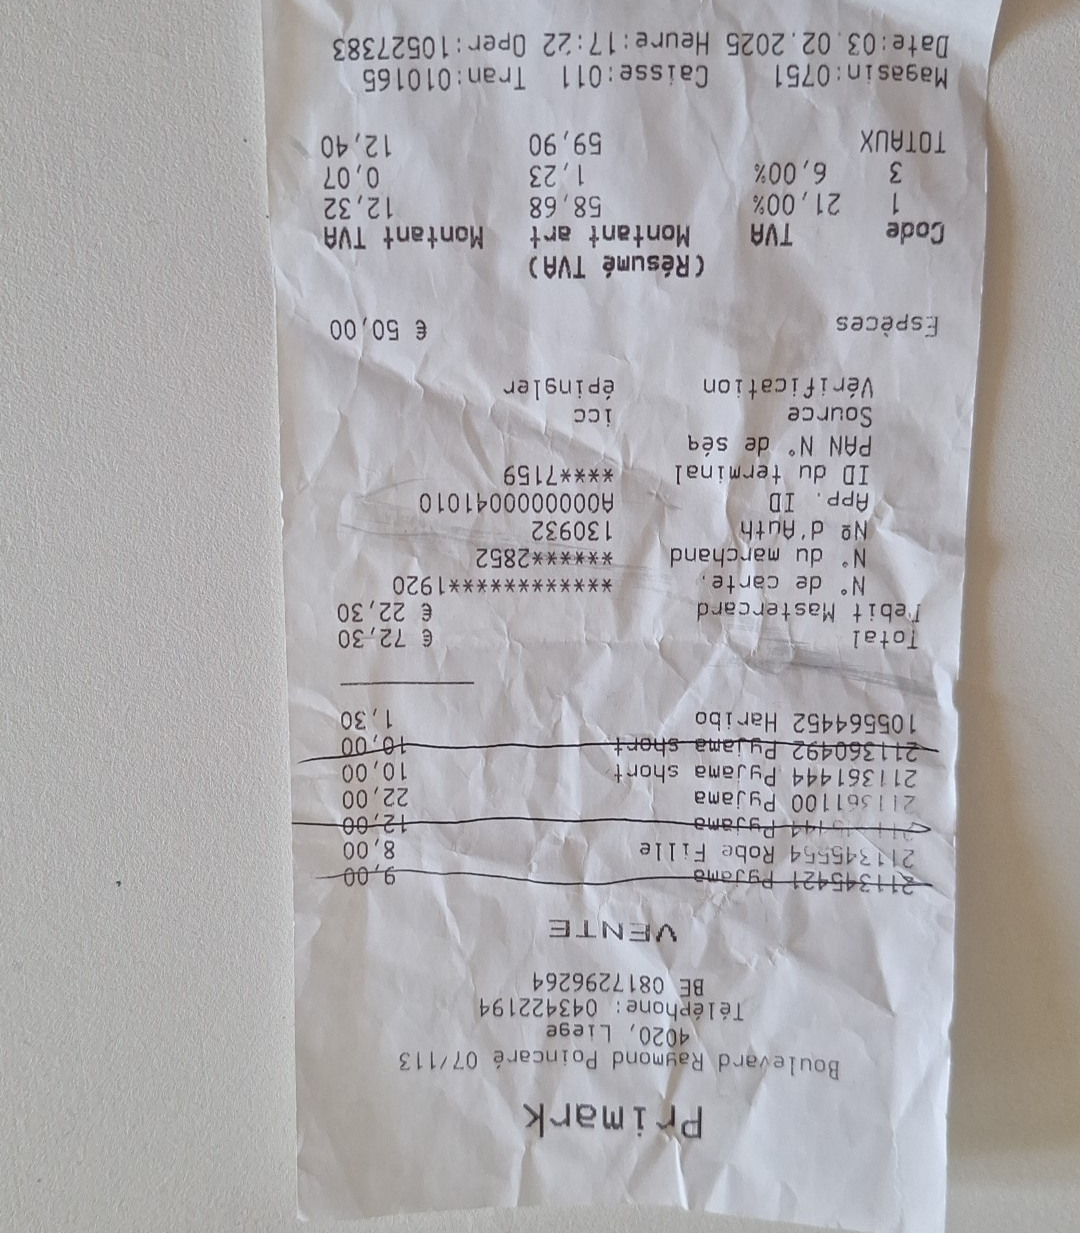 Primark
Boulevard Raymond Poincaré 07/113
4020, Liege
Téléphone: 043422194
BE 0817296264
VENTE
211345421 Pyjama 9,00
211345554 Robe Fille 8,00
Pyjama 12,00
211361100 Pyjama 22,00
211361444 Pyjama short 10,00
211360492 Pyjama short 10,00
105564452 Haribo 1,30
Total € 72,30
Debit Mastercard € 22,30
N° de carte. **************1920
N° du marchand *******2852
Nº d'Auth 130932
App. ID A0000000041010
ID du terminal ****7159
PAN N° de séq
Source icc
Vérification épingler
Espèces € 50,00
(Résumé TVA)
Code TVA Montant art Montant TVA
1 21,00% 58,68 12,32
3 6,00% 1,23 0,07
TOTAUX 59,90 12,40
Magasin:0751 Caisse:011 Tran:010165
Date:03.02.2025 Heure:17:22 Oper:10527383